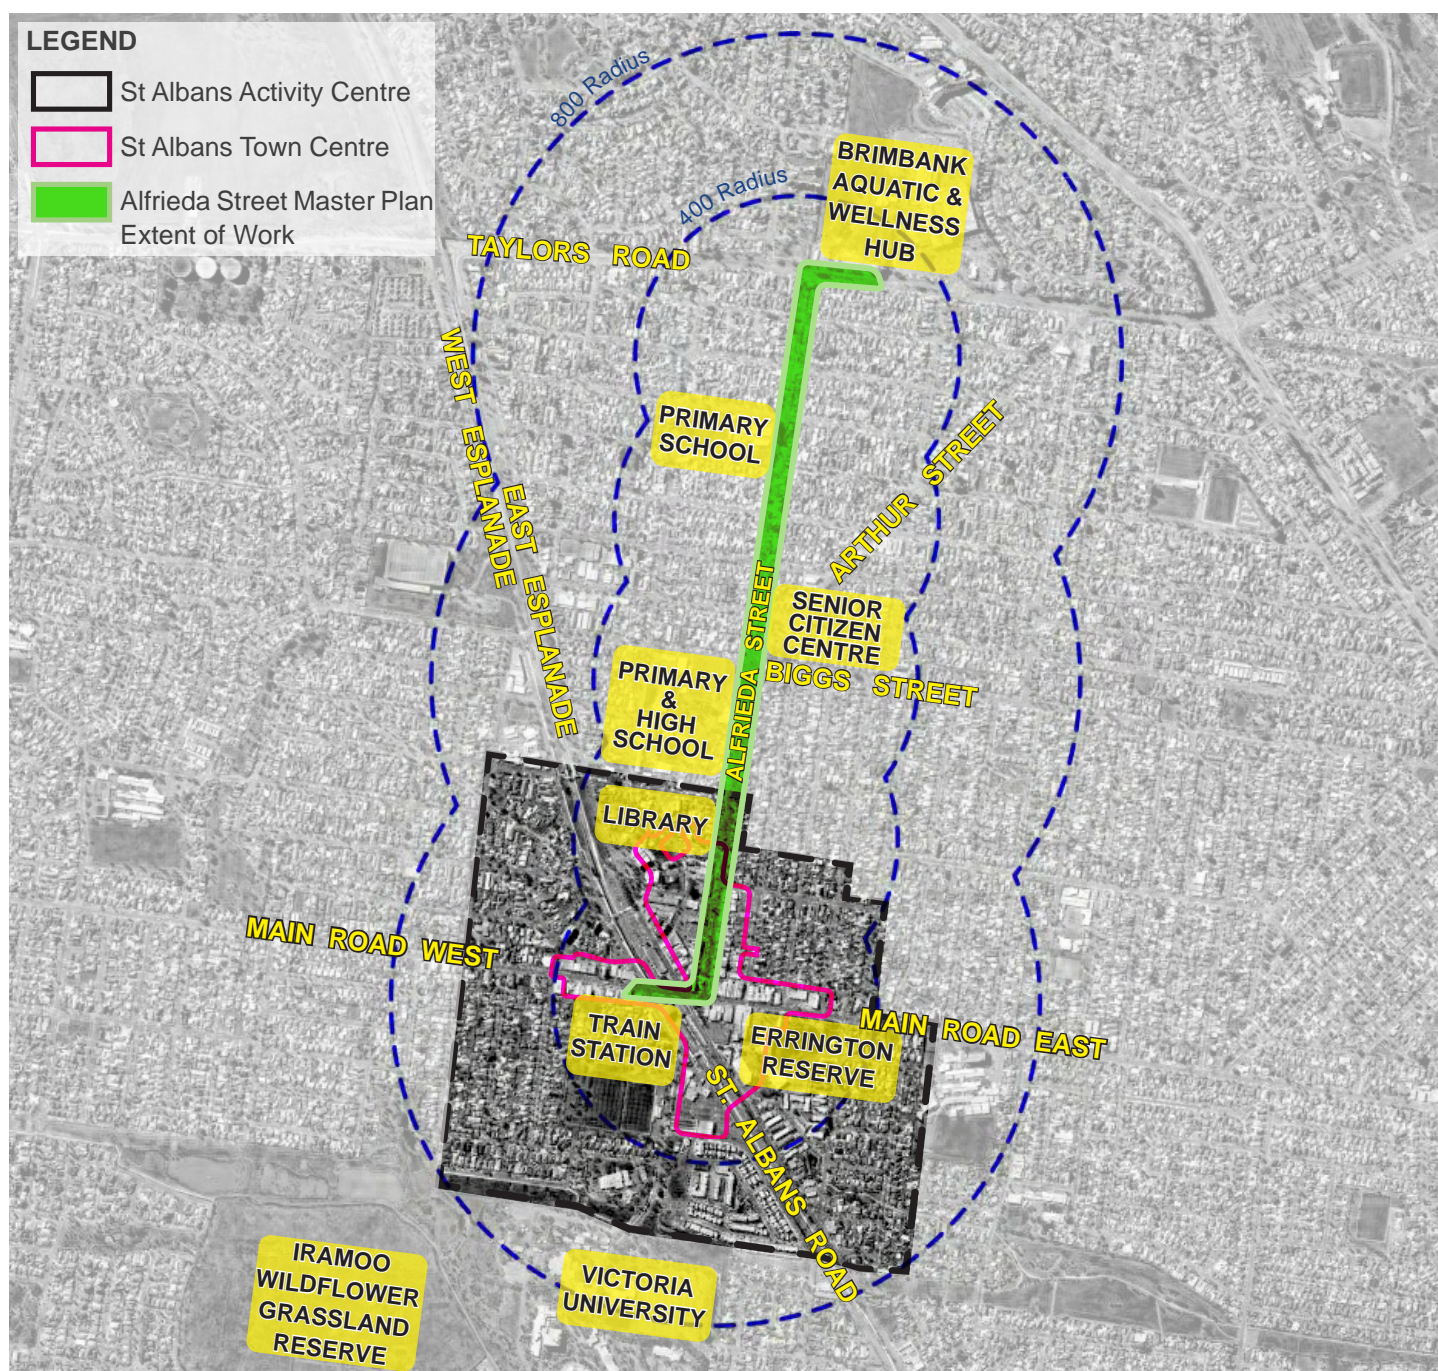 LEGEND
St Albans Activity Centre
St Albans Town Centre
Alfrieda Street Master Plan
Extent of Work
800 Radius
400 Radius
BRIMBANK
AQUATIC &
WELLNESS
HUB
TAYLORS ROAD
WEST ESPLANADE
EAST ESPLANADE
PRIMARY
SCHOOL
ARTHUR STREET
ALFRIEDA STREET
SENIOR
CITIZEN
CENTRE
BIGGS STREET
PRIMARY
&
HIGH
SCHOOL
LIBRARY
MAIN ROAD WEST
TRAIN
STATION
ERRINGTON
RESERVE
MAIN ROAD EAST
ST. ALBANS ROAD
IRAMOO
WILDFLOWER
GRASSLAND
RESERVE
VICTORIA
UNIVERSITY